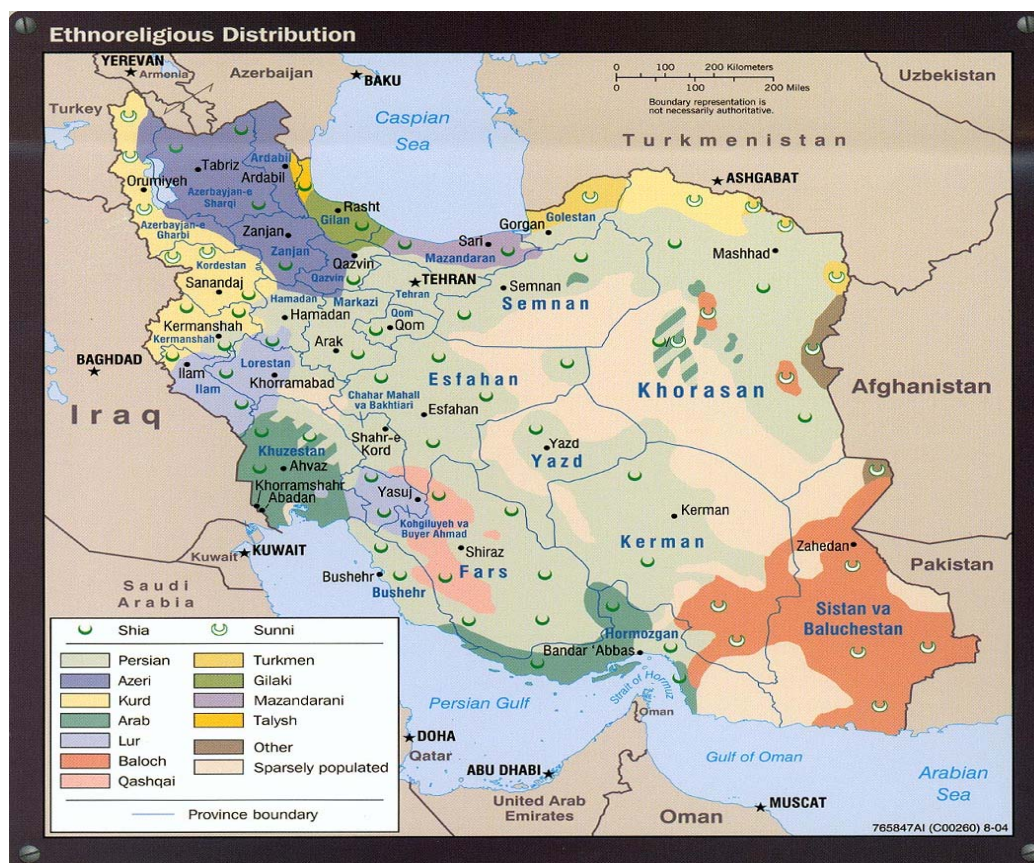 Ethnoreligious Distribution
YEREVAN
Armenia
Azerbaijan
BAKU
Turkey
Caspian
Sea
0 100 200 Kilometers
0 100 200 Miles
Boundary representation is
not necessarily authoritative.
Uzbekistan
Turkmenistan
ASHGABAT
Tabriz
Ardabil
Ardabil
Orumiyeh
Azerbayjan-e
Sharqi
Rasht
Gilan
Golestan
Gorgan
Azerbayjan-e
Gharbi
Zanjan
Zanjan
Sari
Mazandaran
Mashhad
Kordestan
Qazvin
Qazvin
TEHRAN
Tehran
Sanandaj
Hamadan
Markazi
Semnan
Semnan
Hamadan
Qom
Qom
Kermanshah
Kermanshah
Arak
BAGHDAD
Ilam
Ilam
Lorestan
Khorramabad
Esfahan
Khorasan
Afghanistan
Chahar Mahall
va Bakhtiari
Esfahan
Iraq
Shahr-e
Kord
Yazd
Yazd
Khuzestan
Ahvaz
Khorramshahr
Abadan
Yasuj
Kohgiluyeh va
Buyer Ahmad
Kerman
Kerman
Zahedan
Kuwait
KUWAIT
Shiraz
Fars
Pakistan
Saudi
Arabia
Bushehr
Bushehr
Sistan va
Baluchestan
Hormozgan
Bandar 'Abbas
Strait of Hormuz
Oman
Persian Gulf
DOHA
Qatar
Gulf of Oman
ABU DHABI
Arabian
Sea
United Arab
Emirates
Oman
MUSCAT
Shia Sunni
Persian Turkmen
Azeri Gilaki
Kurd Mazandarani
Arab Talysh
Lur Other
Baloch Sparsely populated
Qashqai
Province boundary
765847AI (C00260) 8-04